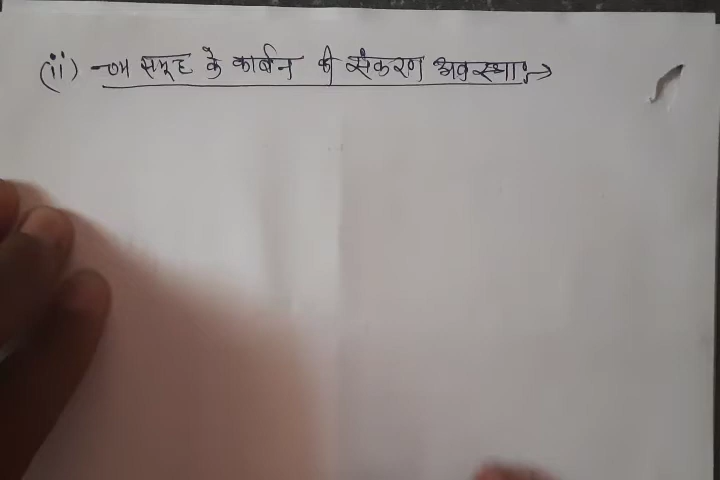 (ii) -OH समूह के कार्बन की संकरण अवस्था :→